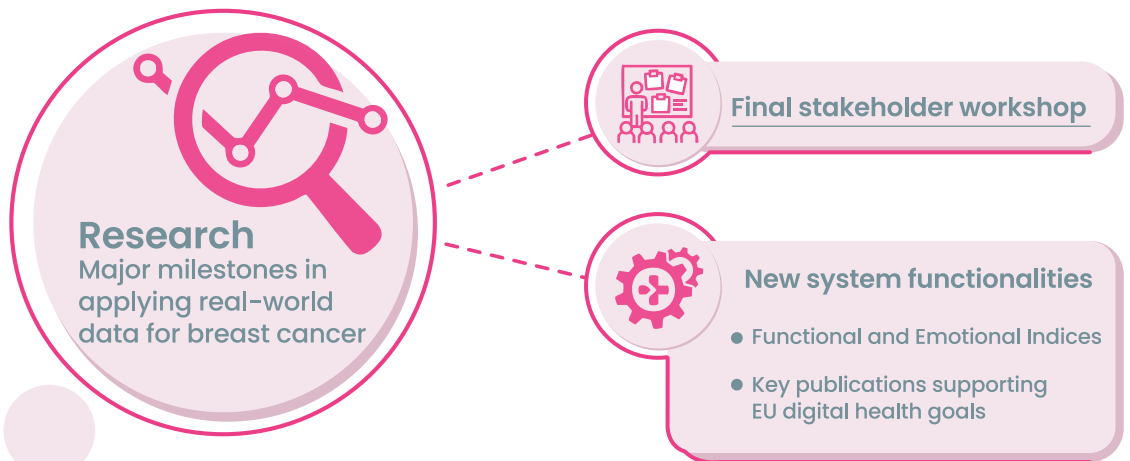 Research
Major milestones in
applying real-world
data for breast cancer
Final stakeholder workshop
New system functionalities
Functional and Emotional Indices
Key publications supporting
EU digital health goals